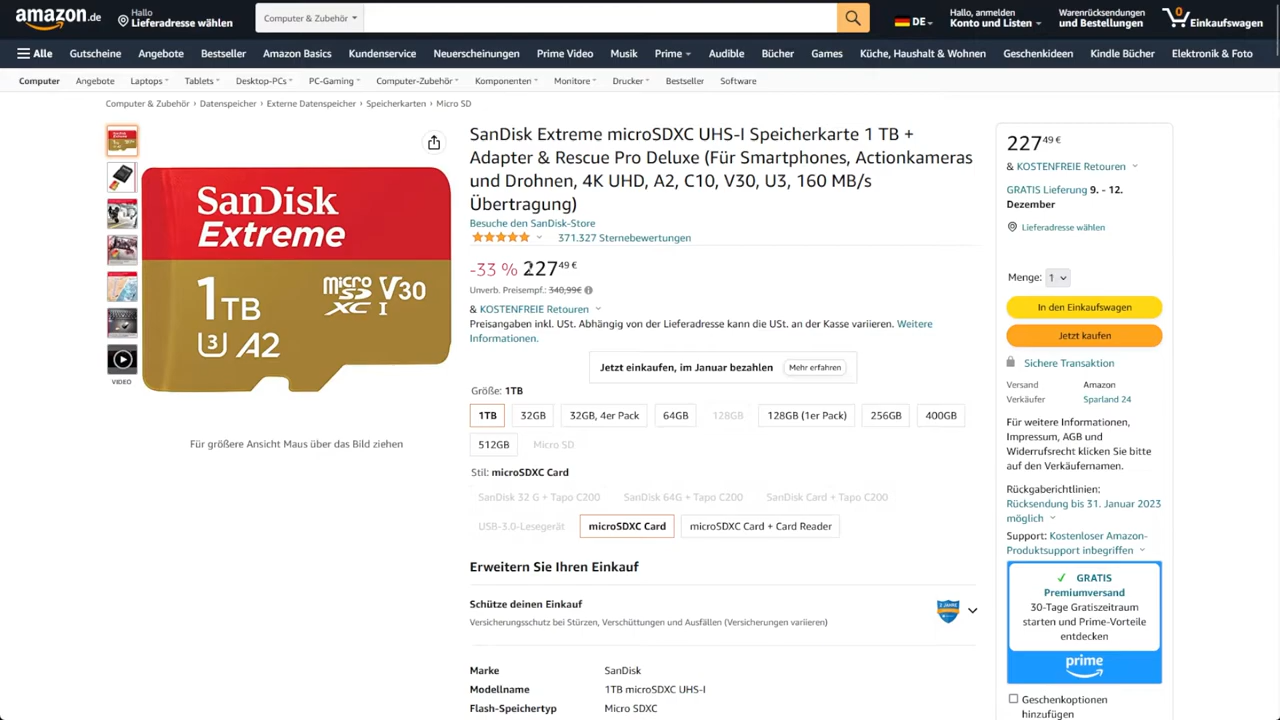 amazon.de
Hallo
Lieferadresse wählen
Computer & Zubehör
DE
Hallo, anmelden
Konto und Listen
Warenrücksendungen
und Bestellungen
0
Einkaufswagen
Alle
Gutscheine
Angebote
Bestseller
Amazon Basics
Kundenservice
Neuerscheinungen
Prime Video
Musik
Prime
Audible
Bücher
Games
Küche, Haushalt & Wohnen
Geschenkideen
Kindle Bücher
Elektronik & Foto
Computer
Angebote
Laptops
Tablets
Desktop-PCs
PC-Gaming
Computer-Zubehör
Komponenten
Monitore
Drucker
Bestseller
Software
Computer & Zubehör › Datenspeicher › Externe Datenspeicher › Speicherkarten › Micro SD
SanDisk
Extreme
1TB
micro
SD
XC I
V30
3 A2
VIDEO
Für größere Ansicht Maus über das Bild ziehen
SanDisk Extreme microSDXC UHS-I Speicherkarte 1 TB +
Adapter & Rescue Pro Deluxe (Für Smartphones, Actionkameras
und Drohnen, 4K UHD, A2, C10, V30, U3, 160 MB/s
Übertragung)
Besuche den SanDisk-Store
371.327 Sternebewertungen
-33 % 227 49 €
Unverb. Preisempf.: 340,99€
& KOSTENFREIE Retouren
Preisangaben inkl. USt. Abhängig von der Lieferadresse kann die USt. an der Kasse variieren. Weitere
Informationen.
Jetzt einkaufen, im Januar bezahlen
Mehr erfahren
Größe: 1TB
1TB
32GB
32GB, 4er Pack
64GB
128GB
128GB (1er Pack)
256GB
400GB
512GB
Micro SD
Stil: microSDXC Card
SanDisk 32 G + Tapo C200
SanDisk 64G + Tapo C200
SanDisk Card + Tapo C200
USB-3.0-Lesegerät
microSDXC Card
microSDXC Card + Card Reader
Erweitern Sie Ihren Einkauf
Schütze deinen Einkauf
Versicherungsschutz bei Stürzen, Verschüttungen und Ausfällen (Versicherungen variieren)
Marke SanDisk
Modellname 1TB microSDXC UHS-I
Flash-Speichertyp Micro SDXC
227 49 €
& KOSTENFREIE Retouren
GRATIS Lieferung 9. - 12.
Dezember
Lieferadresse wählen
Menge: 1
In den Einkaufswagen
Jetzt kaufen
Sichere Transaktion
Versand Amazon
Verkäufer Sparland 24
Für weitere Informationen,
Impressum, AGB und
Widerrufsrecht klicken Sie bitte
auf den Verkäufernamen.
Rückgaberichtlinien:
Rücksendung bis 31. Januar 2023
möglich
Support: Kostenloser Amazon-
Produktsupport inbegriffen
GRATIS
Premiumversand
30-Tage Gratiszeitraum
starten und Prime-Vorteile
entdecken
prime
Geschenkoptionen
hinzufügen